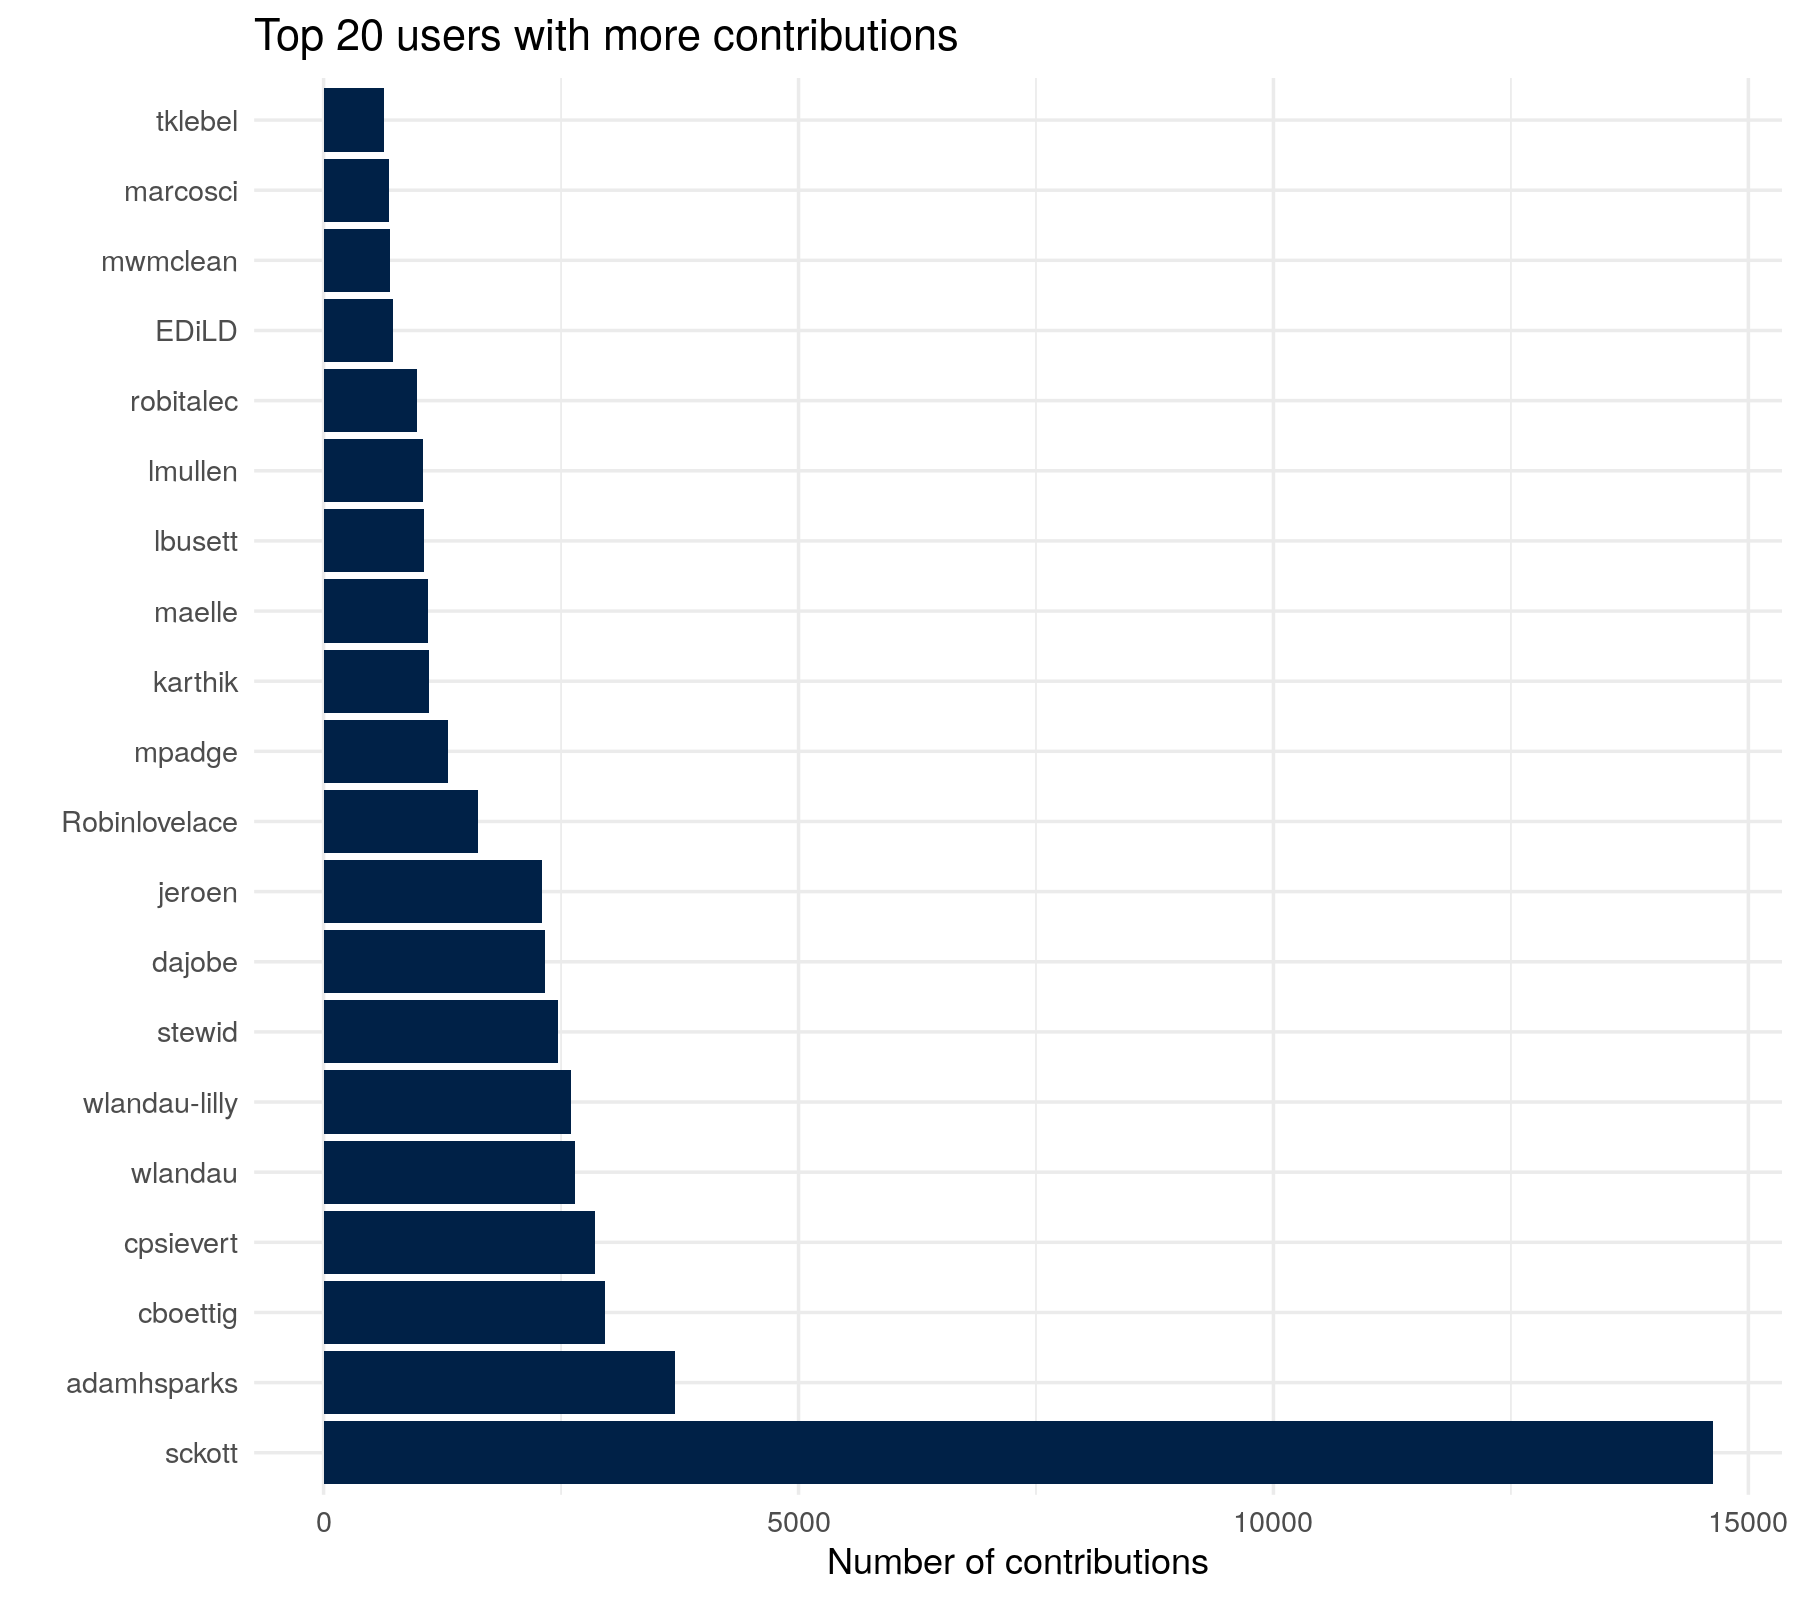 Top 20 users with more contributions
tklebel
marcosci
mwmclean
EDiLD
robitalec
lmullen
lbusett
maelle
karthik
mpadge
Robinlovelace
jeroen
dajobe
stewid
wlandau-lilly
wlandau
cpsievert
cboettig
adamhsparks
sckott
0 5000 10000 15000
Number of contributions